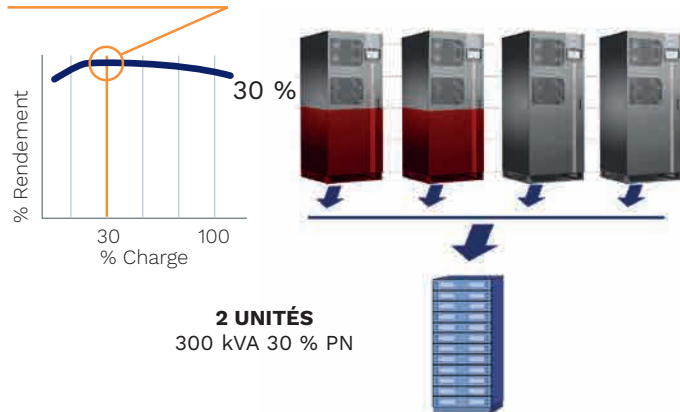 % Rendement
30 %
30
100
% Charge
2 UNITÉS
300 kVA 30 % PN